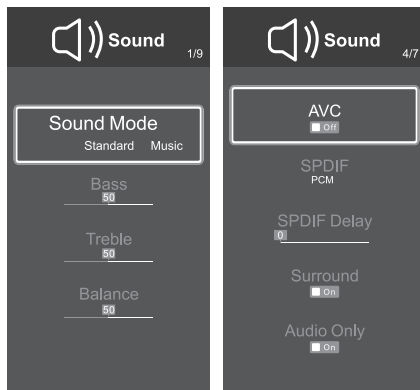 Sound
1/9
Sound Mode
Standard Music
Bass
50
Treble
50
Balance
50
Sound
4/7
AVC
Off
SPDIF
PCM
SPDIF Delay
0
Surround
On
Audio Only
On